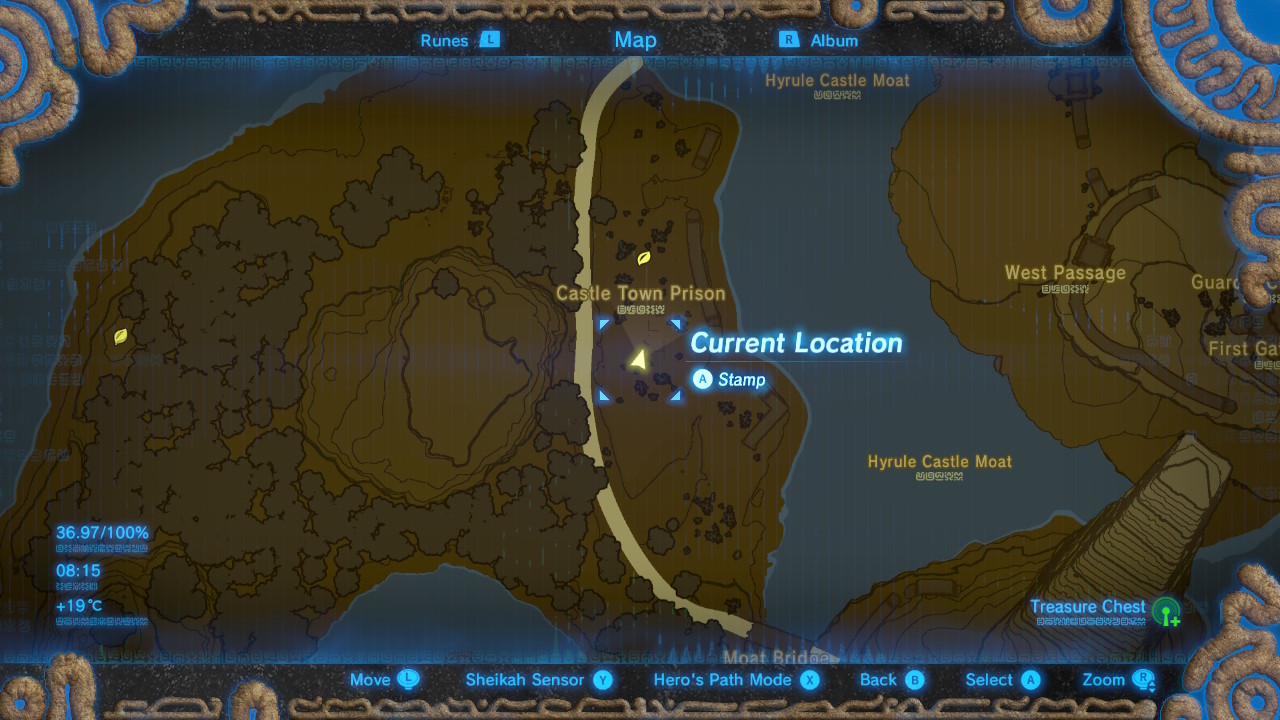 Runes L
Map
R Album
Hyrule Castle Moat
West Passage
Castle Town Prison
Current Location
First Ga
A Stamp
Hyrule Castle Moat
36.97/100%
08:15
+19°C
Treasure Chest
Moat Bridge
Move L
Sheikah Sensor Y
Hero's Path Mode X
Back B
Select A
Zoom R